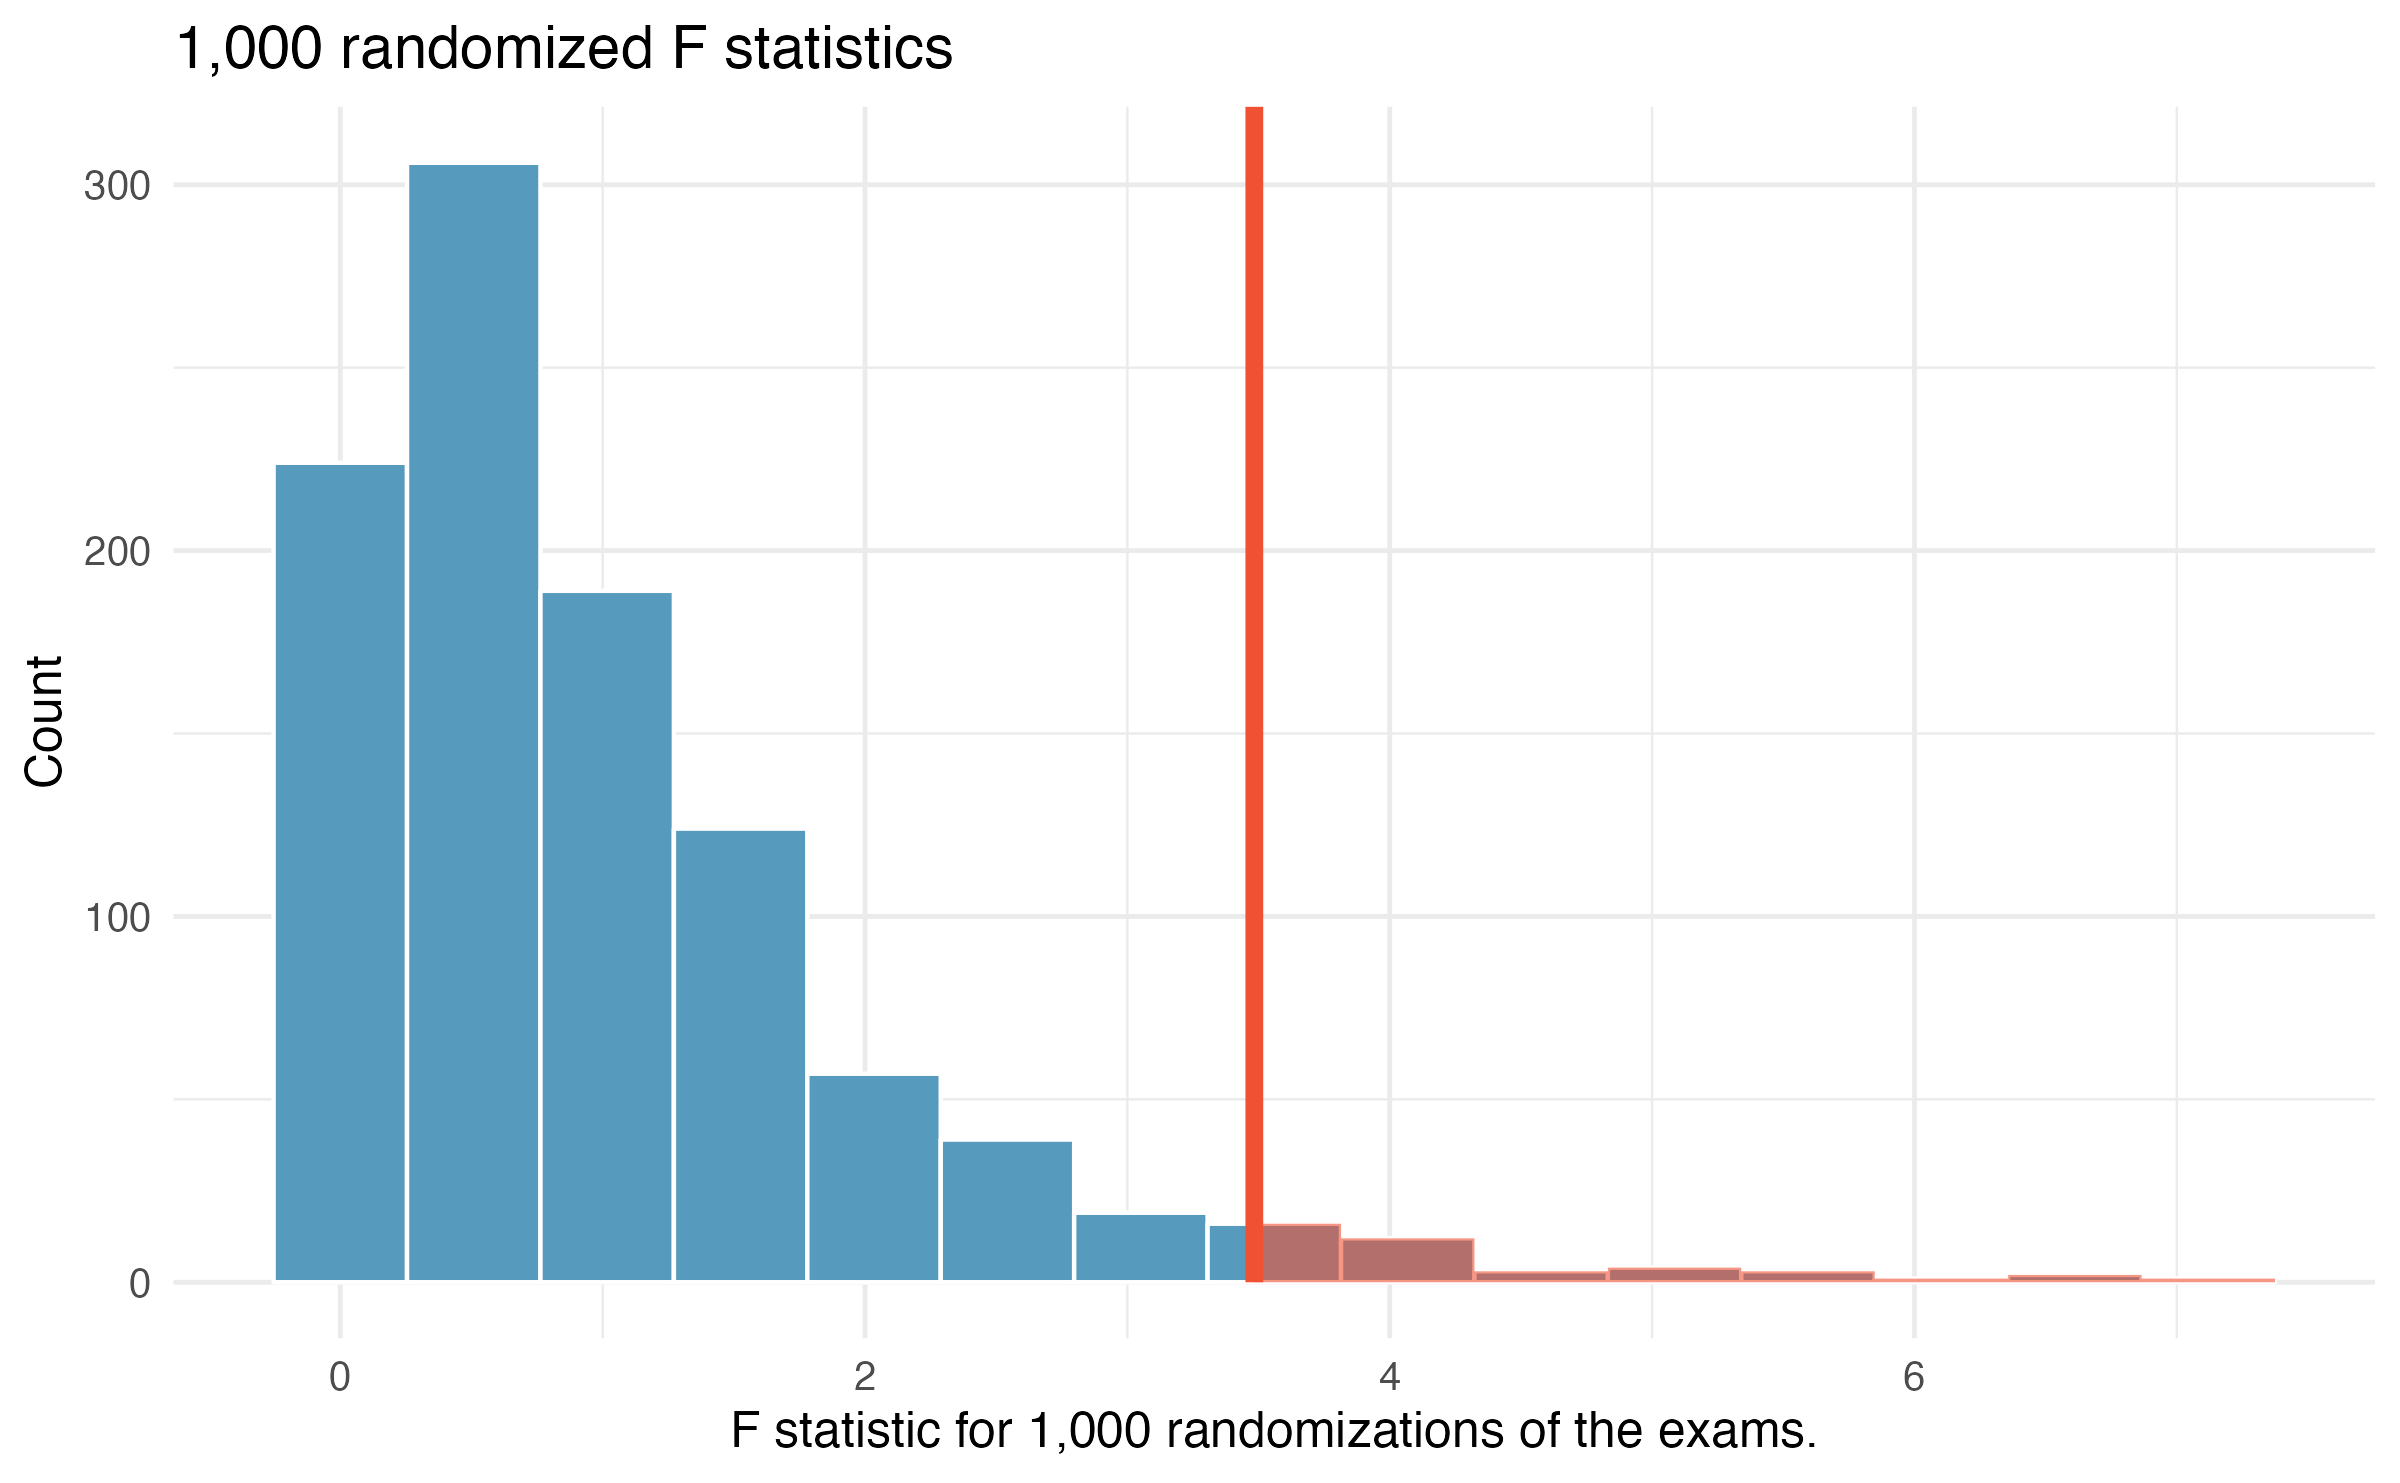 1,000 randomized F statistics
300
200
100
0
Count
0 2 4 6
F statistic for 1,000 randomizations of the exams.